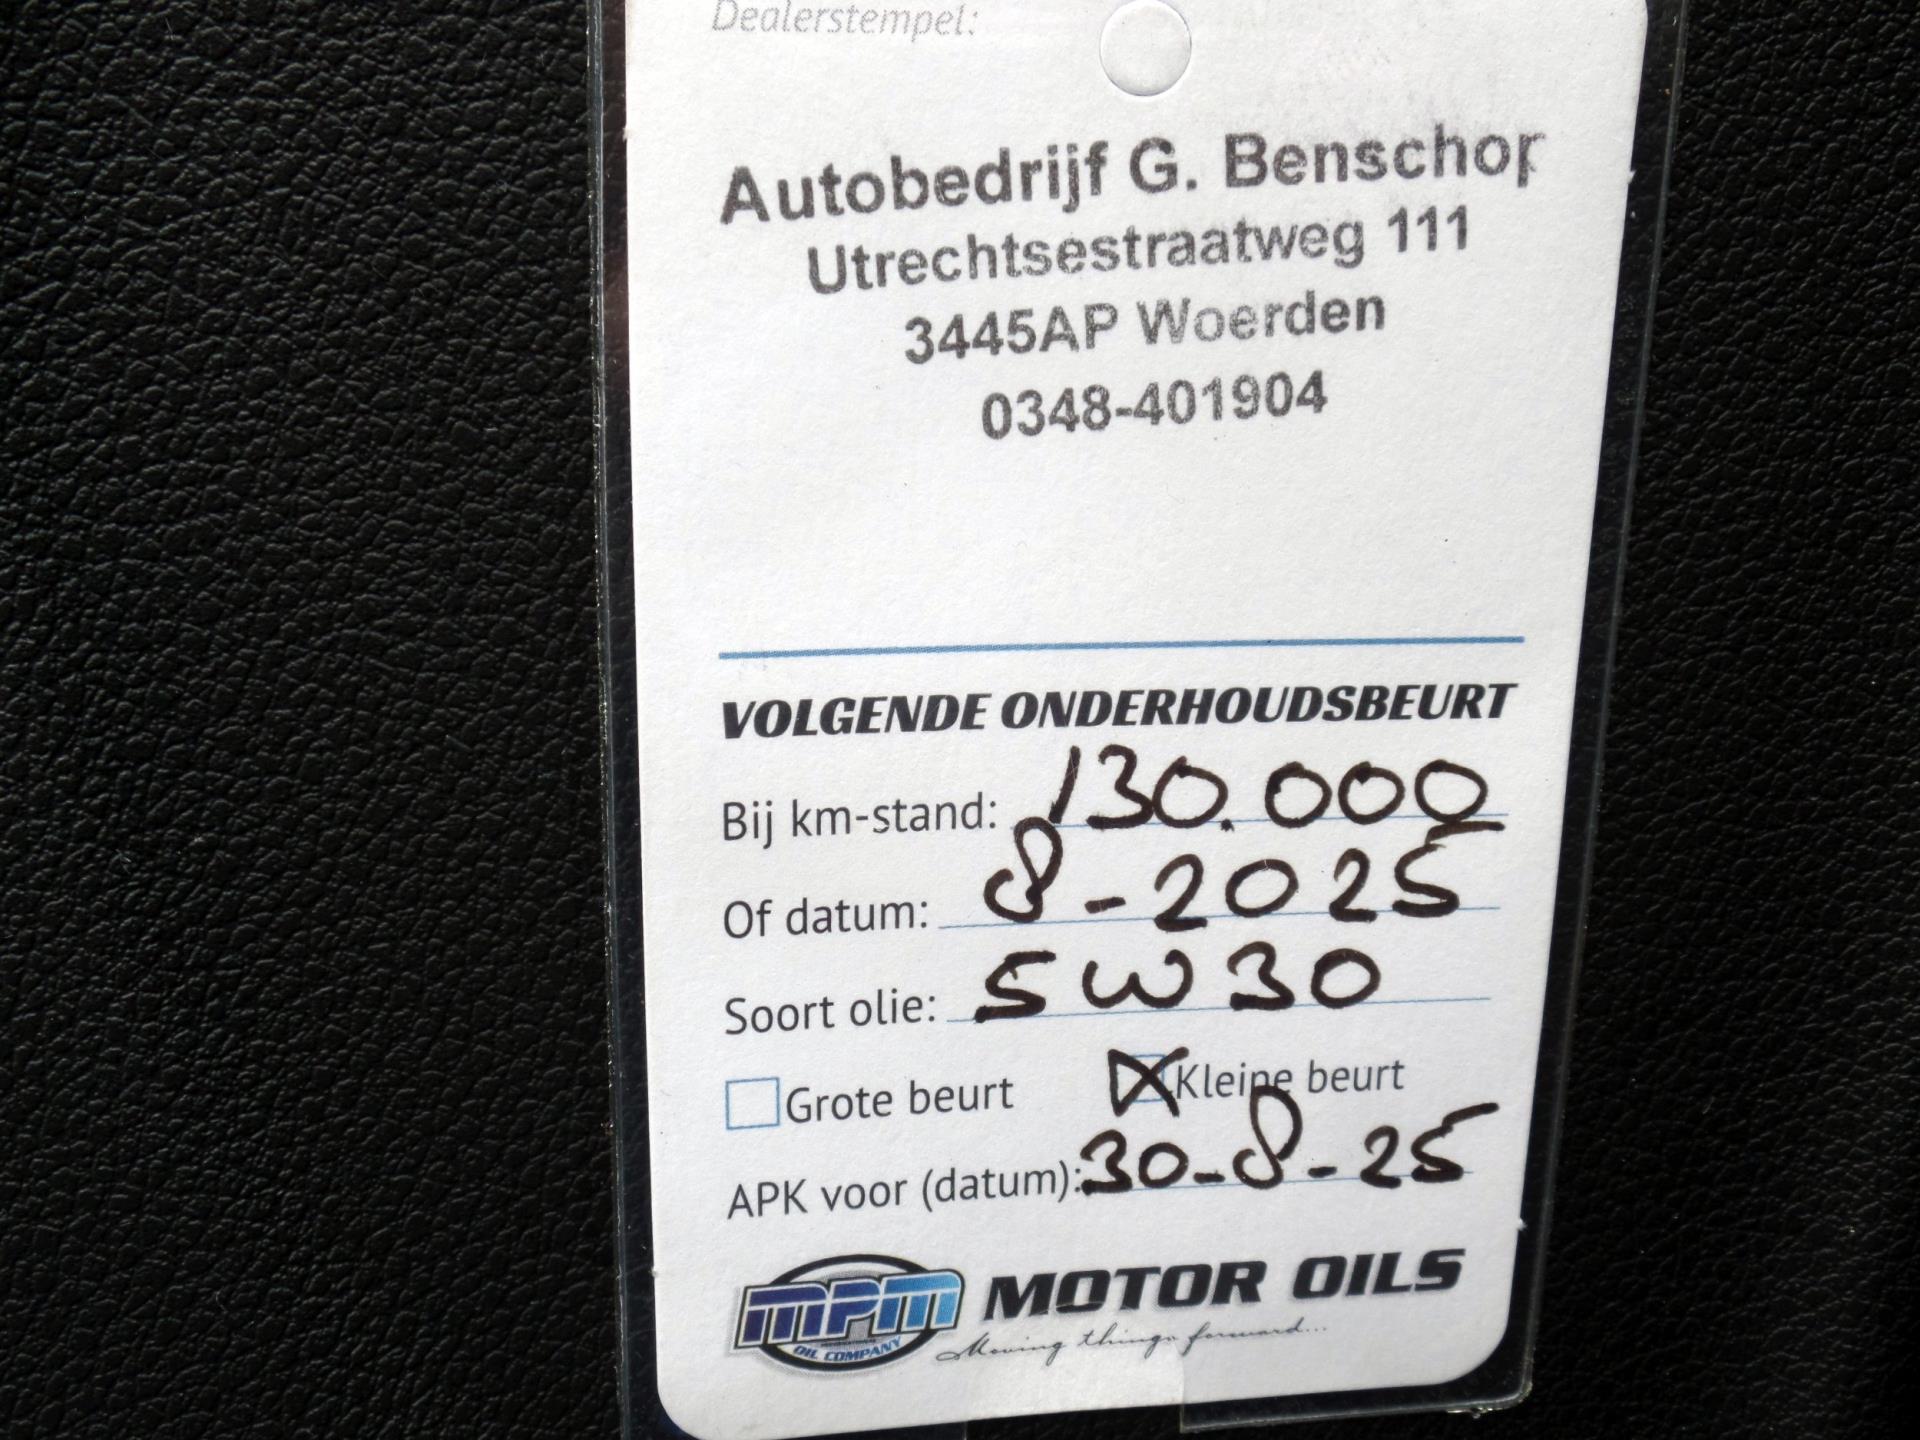 Dealerstempel:
Autobedrijf G. Benschop
Utrechtsestraatweg 111
3445AP Woerden
0348-401904
VOLGENDE ONDERHOUDSBEURT
Bij km-stand: 130.000
Of datum: 8-2025
Soort olie: 5W30
Grote beurt Kleine beurt
APK voor (datum): 30-8-25
MPM MOTOR OILS
OIL COMPANY Moving things forward...